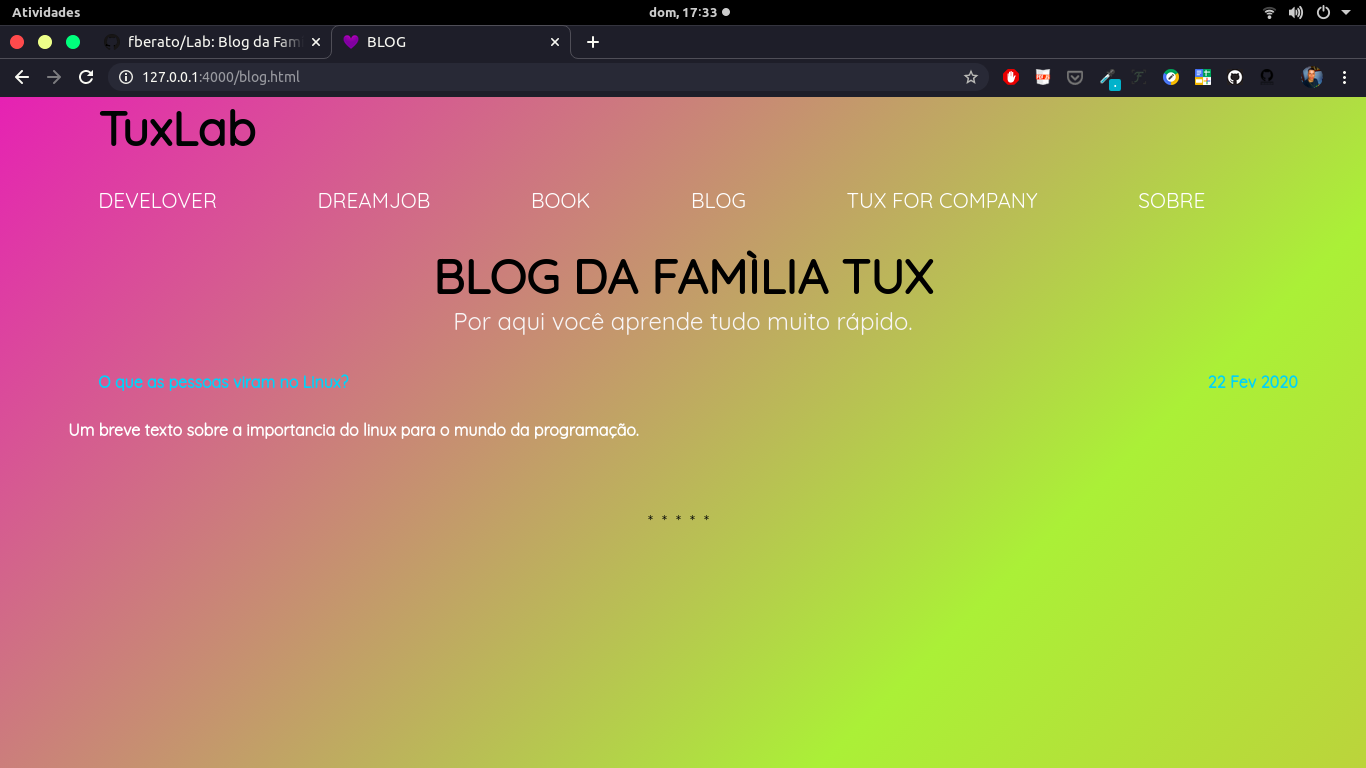 Atividades dom, 17:33
fberato/Lab: Blog da Fam BLOG
127.0.0.1:4000/blog.html
TuxLab
DEVELOVER DREAMJOB BOOK BLOG TUX FOR COMPANY SOBRE
BLOG DA FAMÌLIA TUX
Por aqui você aprende tudo muito rápido.
O que as pessoas viram no Linux? 22 Fev 2020
Um breve texto sobre a importancia do linux para o mundo da programação.
* * * * *